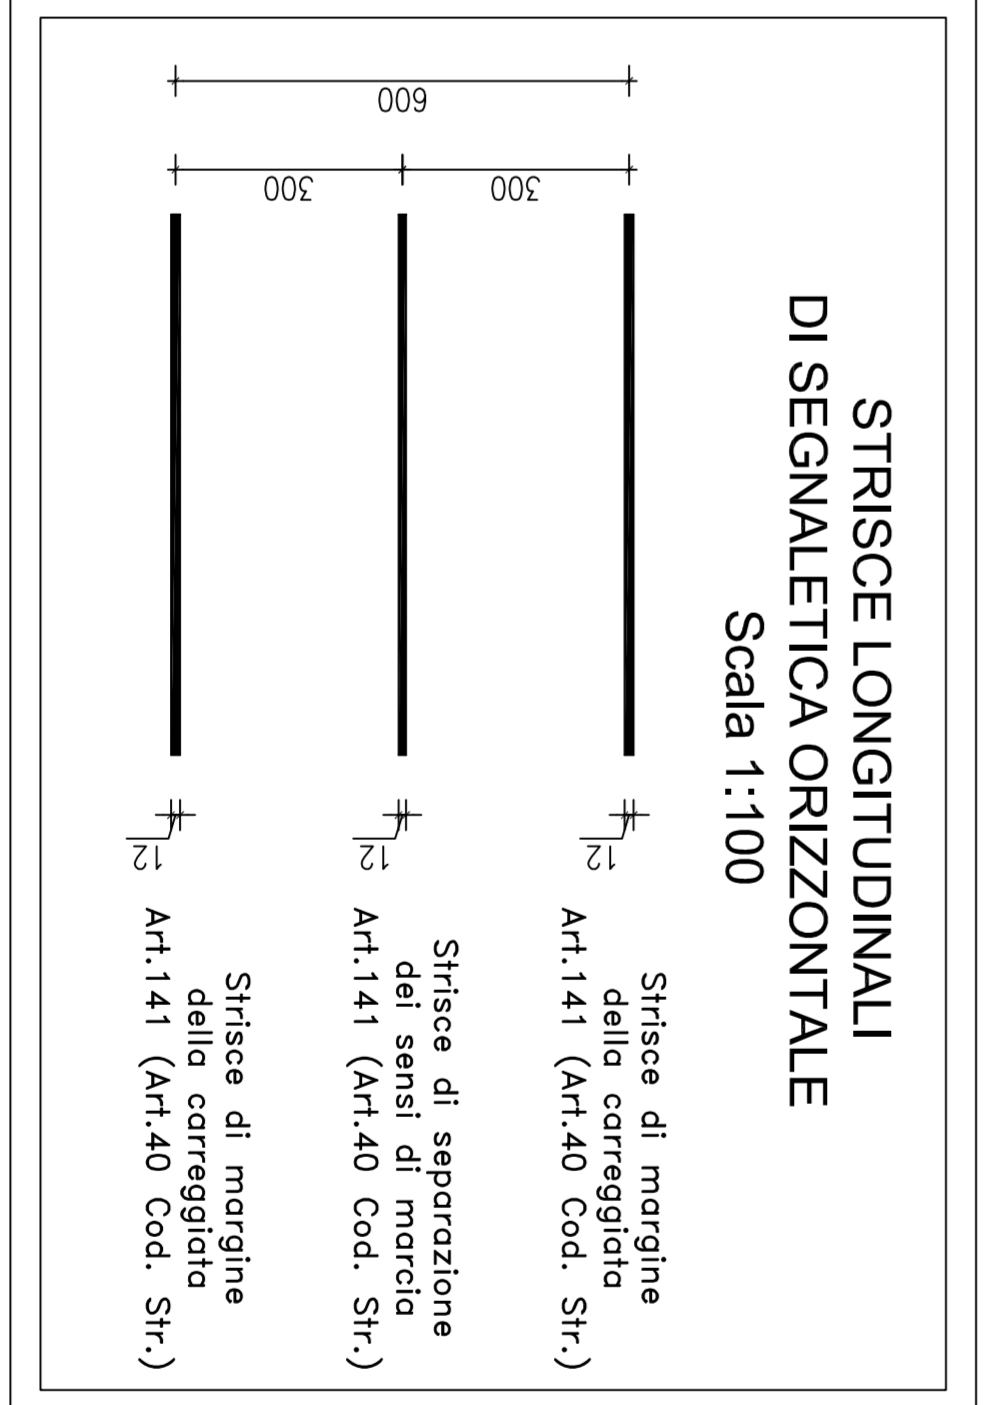 STRISCE LONGITUDINALI
DI SEGNALETICA ORIZZONTALE
Scala 1:100
600
300
300
12
Strisce di margine
della carreggiata
Art.141 (Art.40 Cod. Str.)
12
Strisce di separazione
dei sensi di marcia
Art.141 (Art.40 Cod. Str.)
12
Strisce di margine
della carreggiata
Art.141 (Art.40 Cod. Str.)